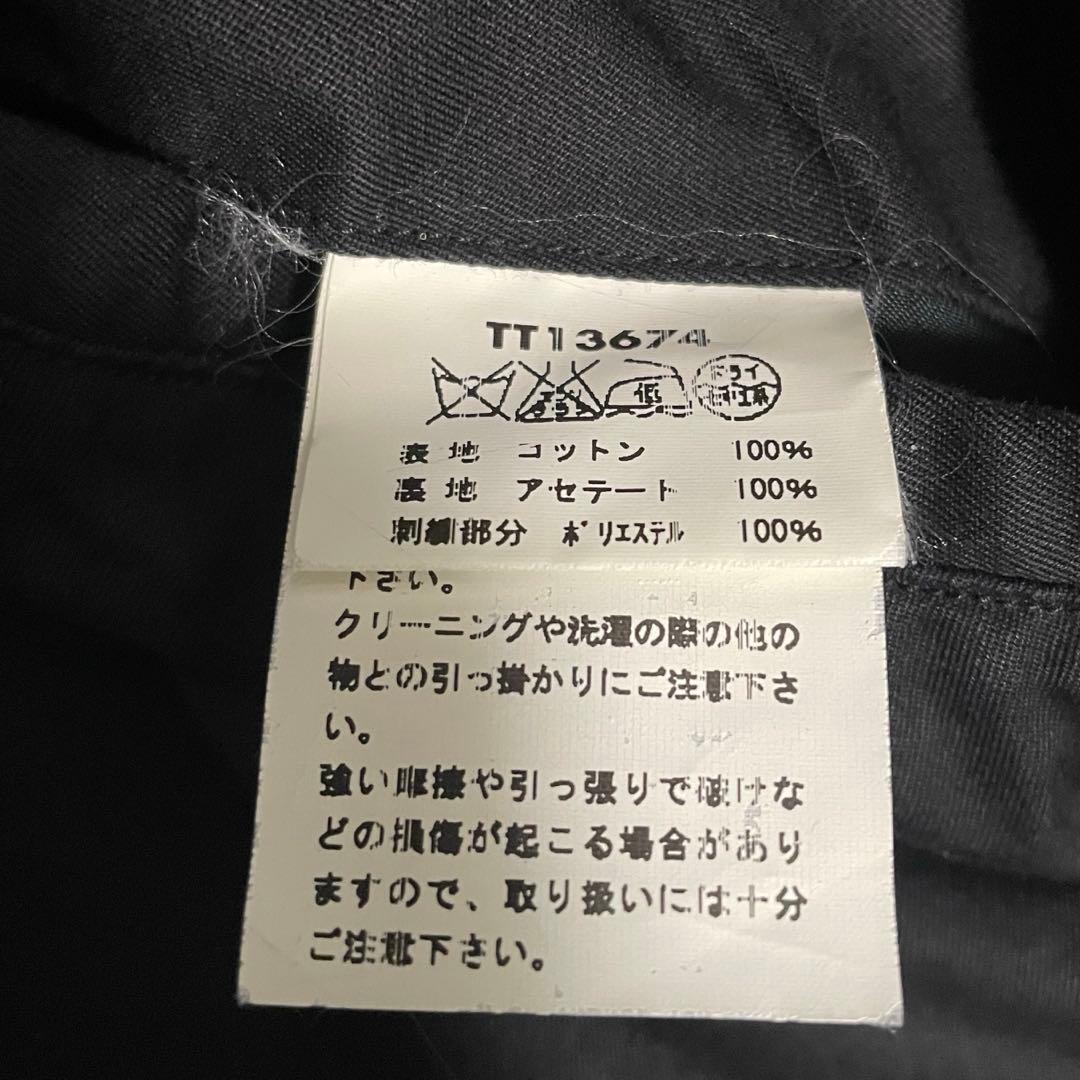 TT13674
低
ドライ
表地 コットン 100%
裏地 アセテート 100%
刺繍部分 ポリエステル 100%
下さい。
クリーニングや洗濯の際の他の
物との引っ掛かりにご注意下さ
い。
強い摩擦や引っ張りで破けな
どの損傷が起こる場合があり
ますので、取り扱いには十分
ご注意下さい。